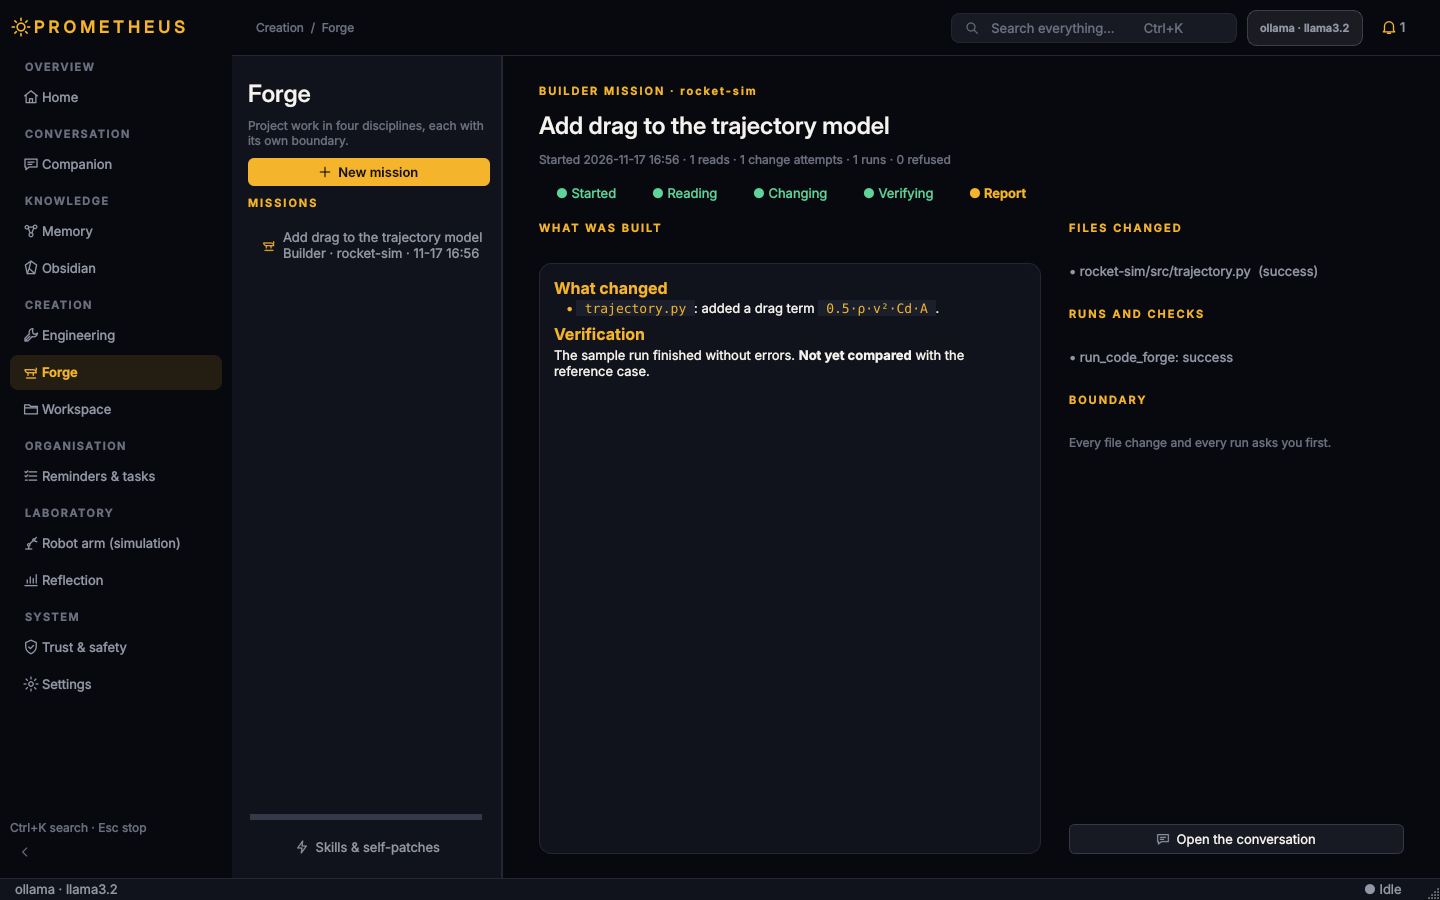 PROMETHEUS
Creation / Forge
Search everything... Ctrl+K
ollama · llama3.2
1
OVERVIEW
Home
CONVERSATION
Companion
KNOWLEDGE
Memory
Obsidian
CREATION
Engineering
Forge
Workspace
ORGANISATION
Reminders & tasks
LABORATORY
Robot arm (simulation)
Reflection
SYSTEM
Trust & safety
Settings
Ctrl+K search · Esc stop
Forge
Project work in four disciplines, each with
its own boundary.
New mission
MISSIONS
Add drag to the trajectory model
Builder · rocket-sim · 11-17 16:56
Skills & self-patches
BUILDER MISSION · rocket-sim
Add drag to the trajectory model
Started 2026-11-17 16:56 · 1 reads · 1 change attempts · 1 runs · 0 refused
Started Reading Changing Verifying Report
WHAT WAS BUILT
What changed
• trajectory.py : added a drag term 0.5·ρ·v²·Cd·A .
Verification
The sample run finished without errors. Not yet compared with the
reference case.
FILES CHANGED
• rocket-sim/src/trajectory.py (success)
RUNS AND CHECKS
• run_code_forge: success
BOUNDARY
Every file change and every run asks you first.
Open the conversation
ollama · llama3.2
Idle